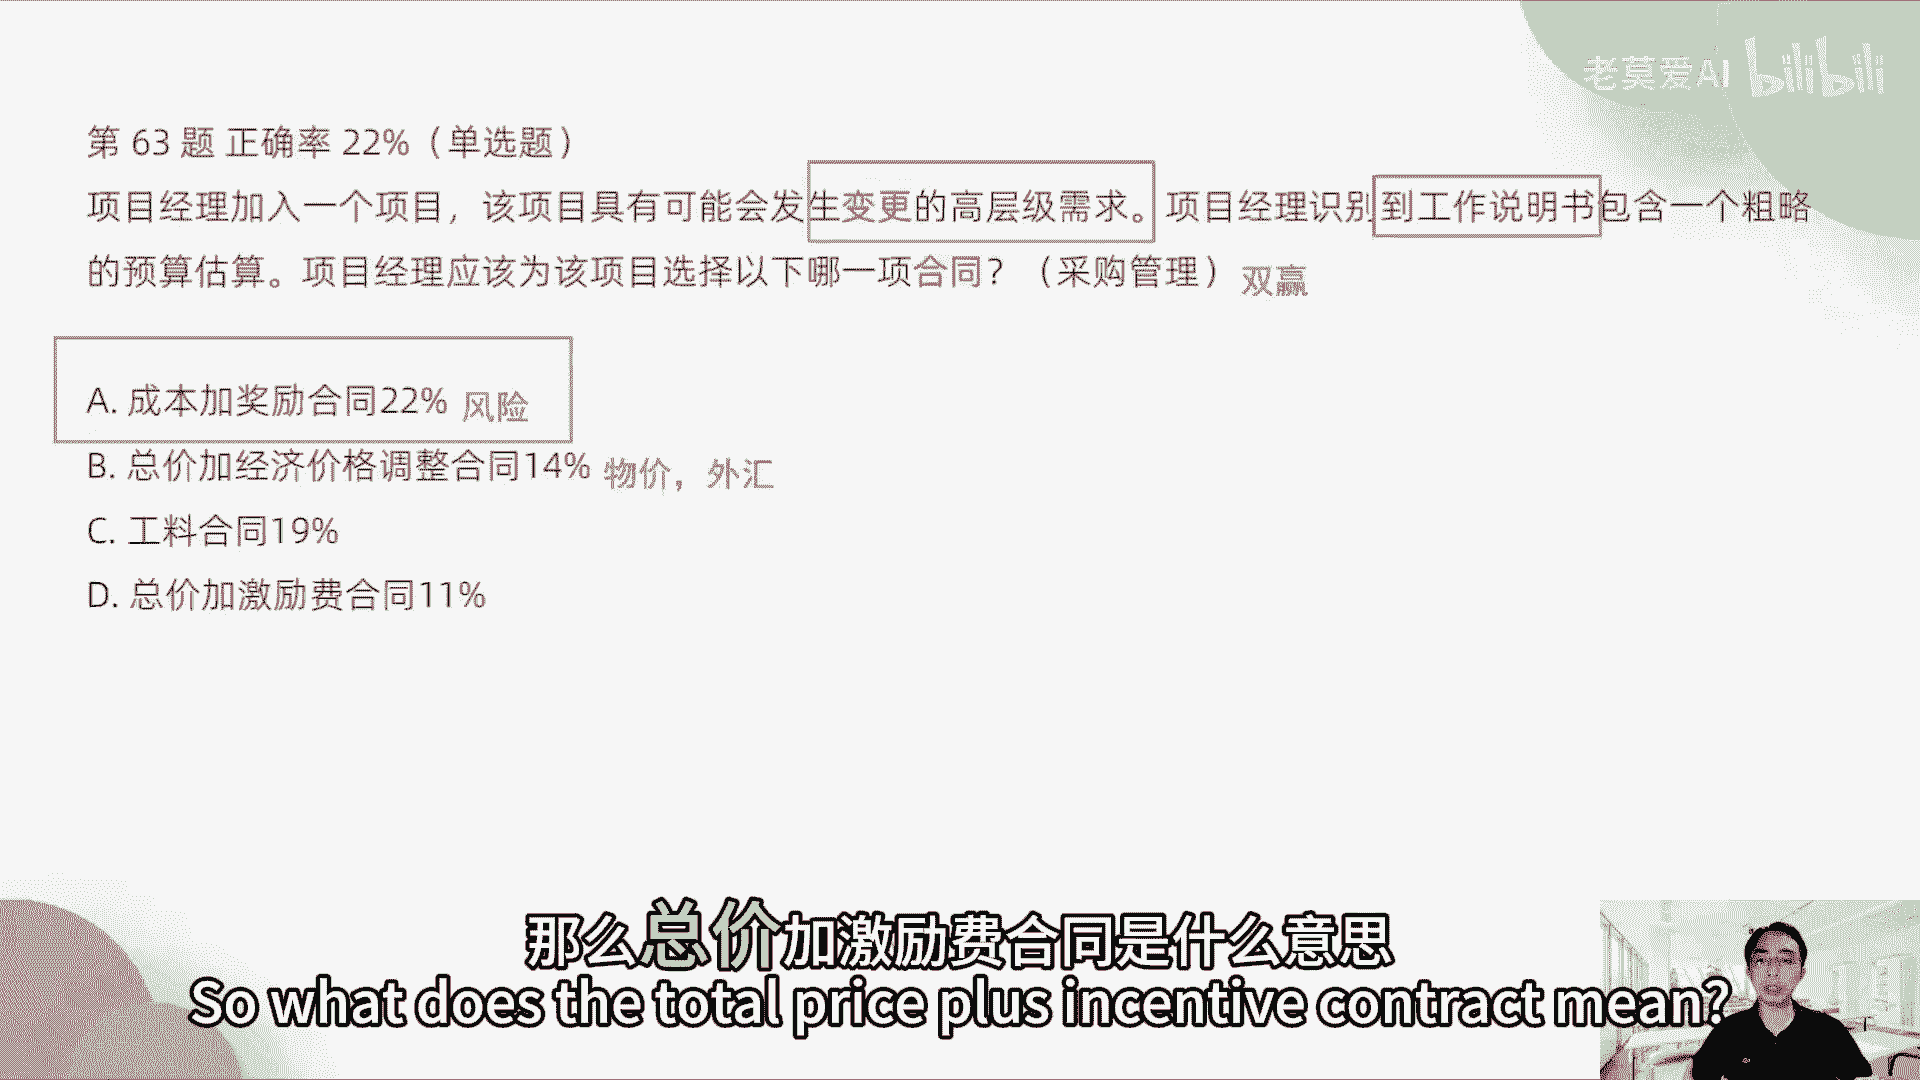 老莫爱AI bilibili
第 63 题 正确率 22%（单选题）
项目经理加入一个项目，该项目具有可能会发生变更的高层级需求。项目经理识别到工作说明书包含一个粗略
的预算估算。项目经理应该为该项目选择以下哪一项合同？（采购管理）双赢
A. 成本加奖励合同22% 风险
B. 总价加经济价格调整合同14% 物价，外汇
C. 工料合同19%
D. 总价加激励费合同11%
那么总价加激励费合同是什么意思
So what does the total price plus incentive contract mean?